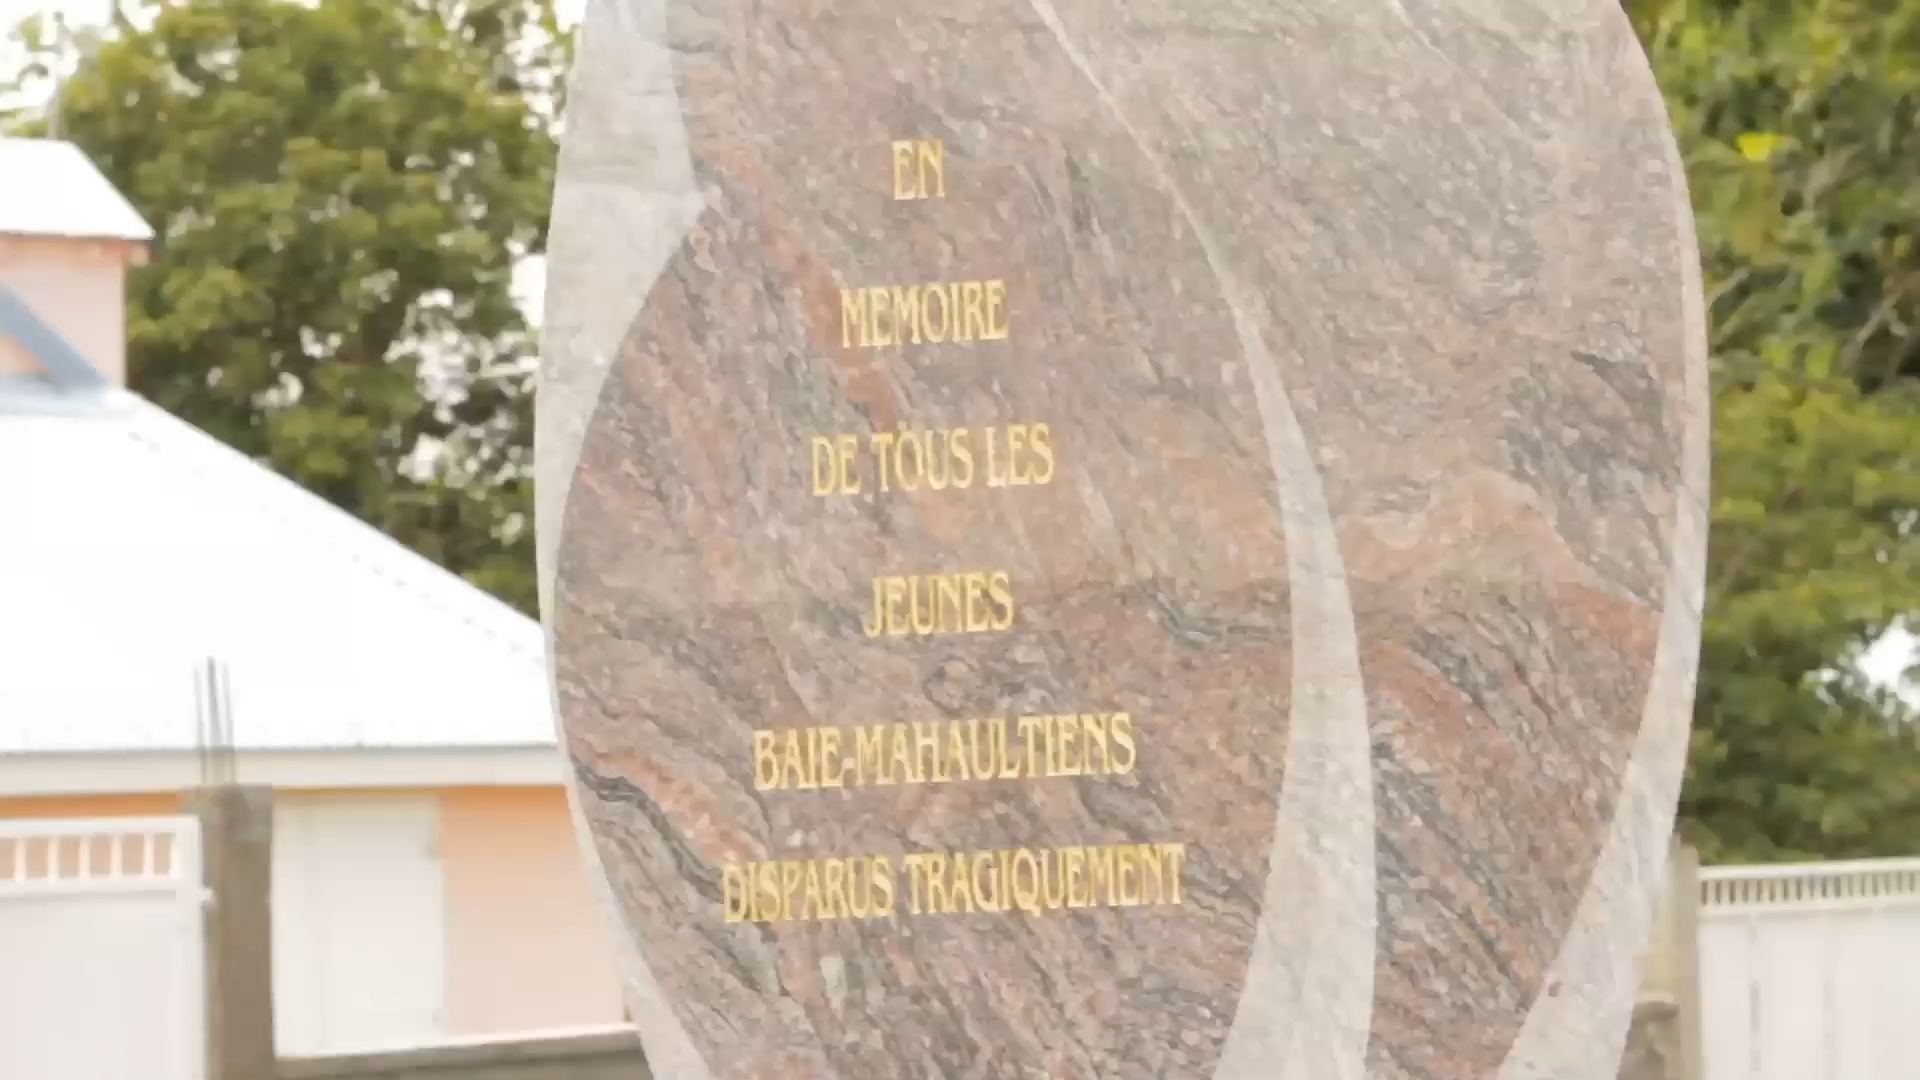 EN
MEMOIRE
DE TOUS LES
JEUNES
BAIE-MAHAULTIENS
DISPARUS TRAGIQUEMENT